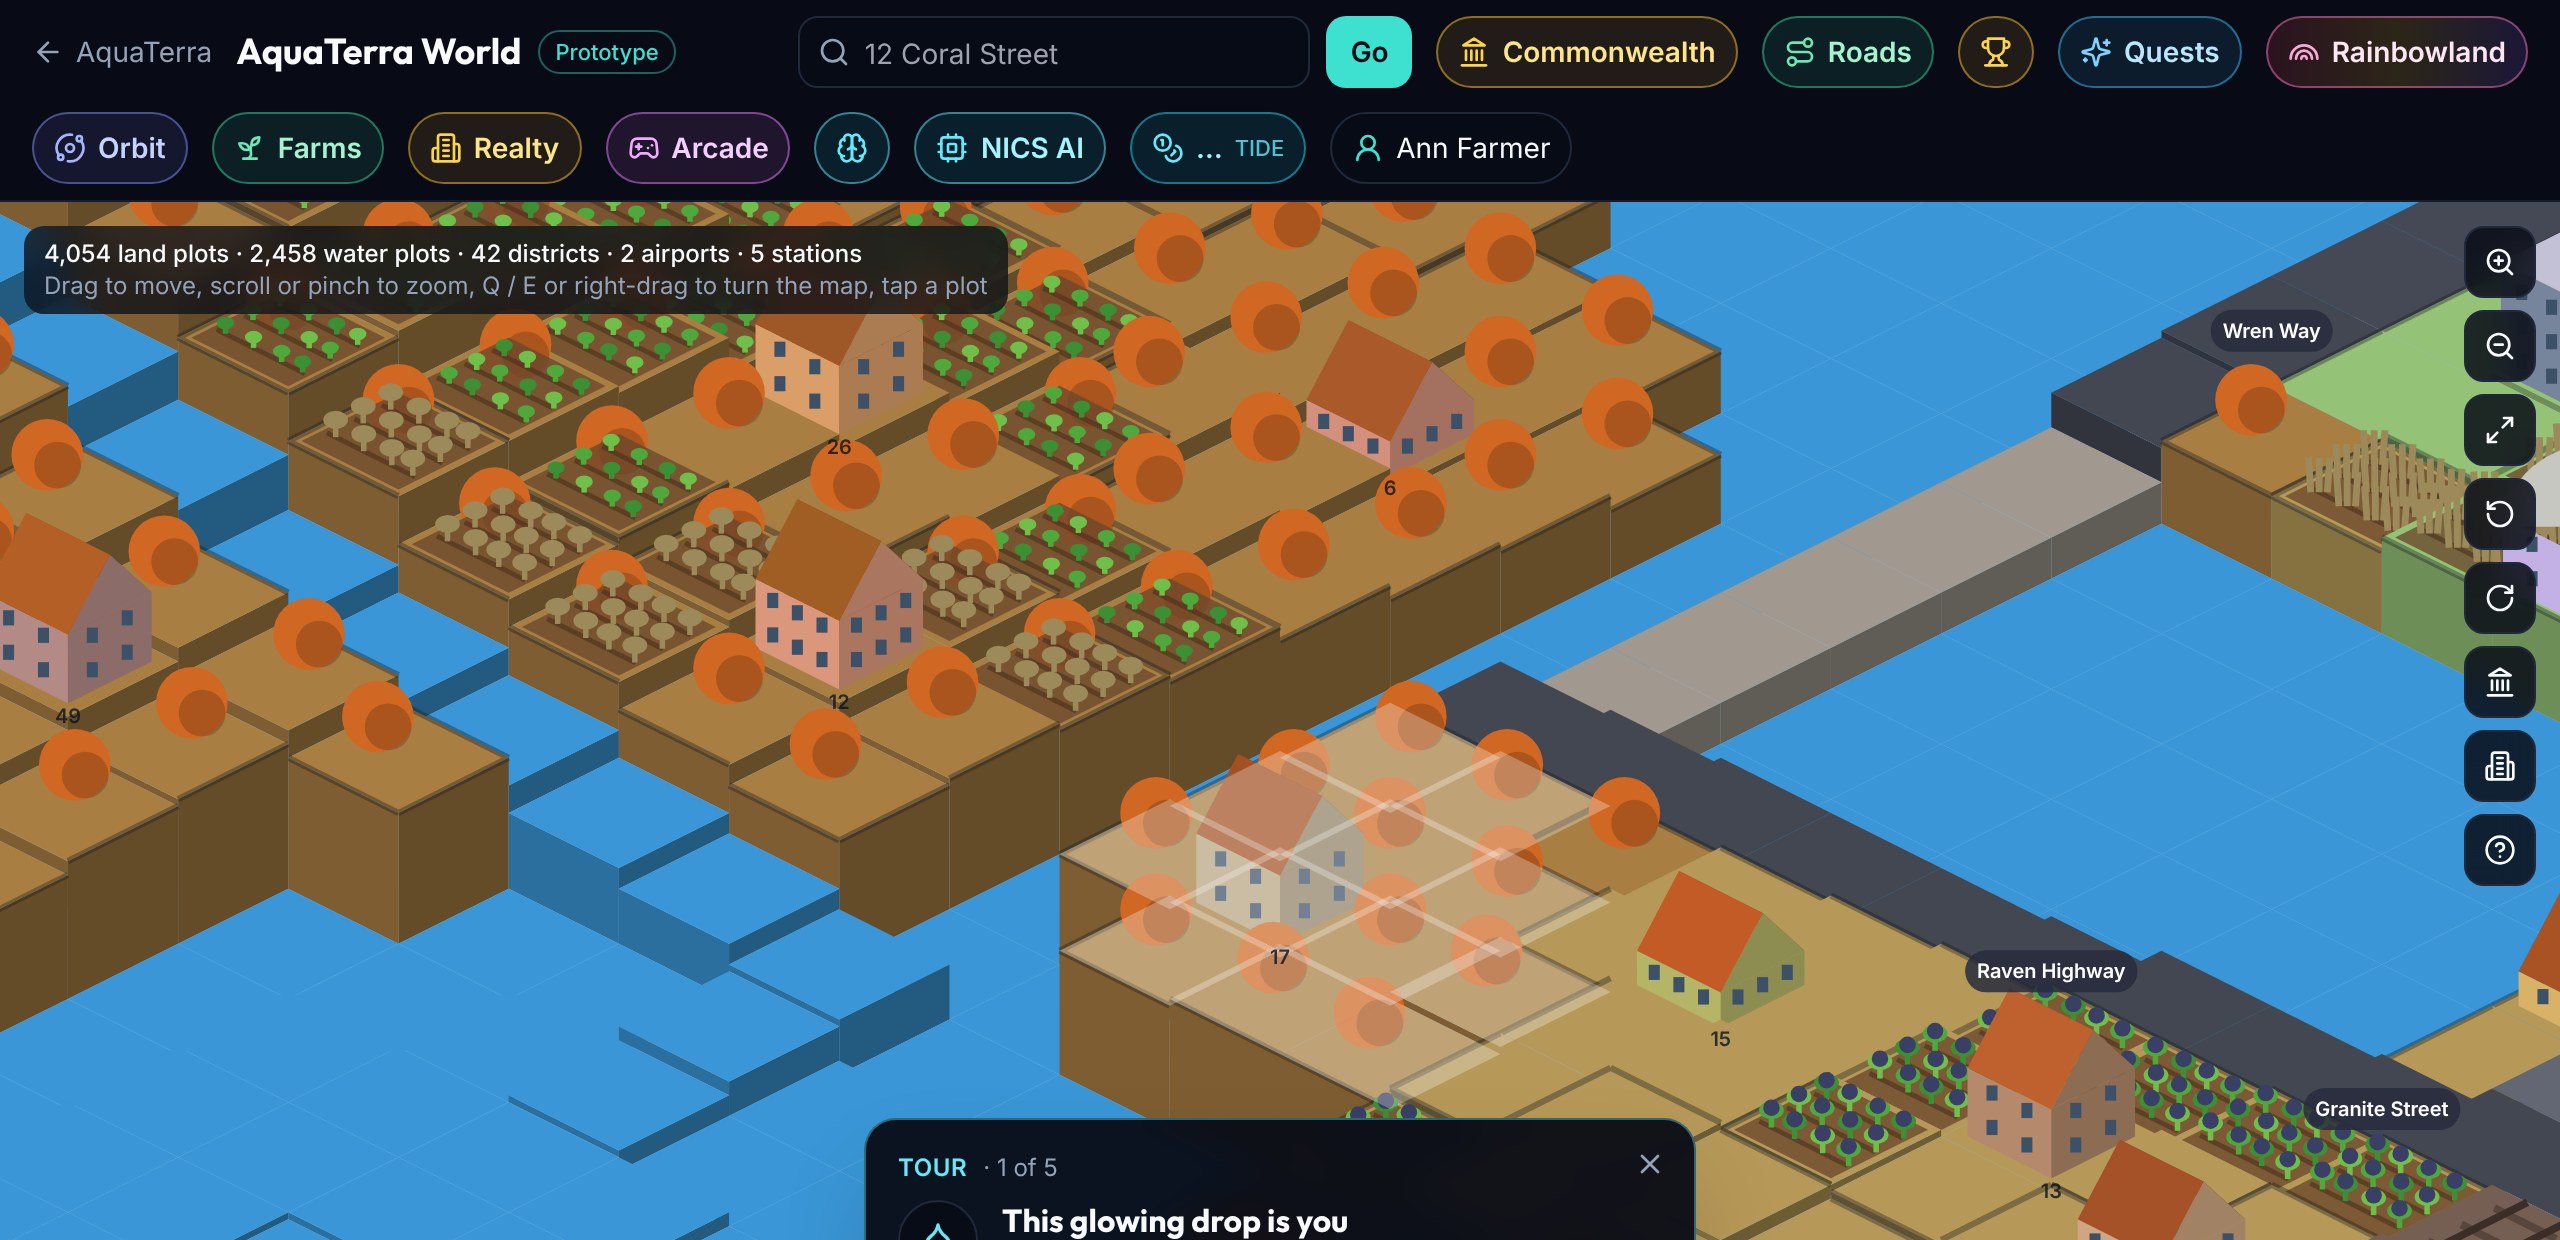 AquaTerra
AquaTerra World
Prototype
12 Coral Street
Go
Commonwealth
Roads
Quests
Rainbowland
Orbit
Farms
Realty
Arcade
NICS AI
... TIDE
Ann Farmer
4,054 land plots · 2,458 water plots · 42 districts · 2 airports · 5 stations
Drag to move, scroll or pinch to zoom, Q / E or right-drag to turn the map, tap a plot
Wren Way
26
6
49
12
17
Raven Highway
15
Granite Street
13
TOUR · 1 of 5
This glowing drop is you